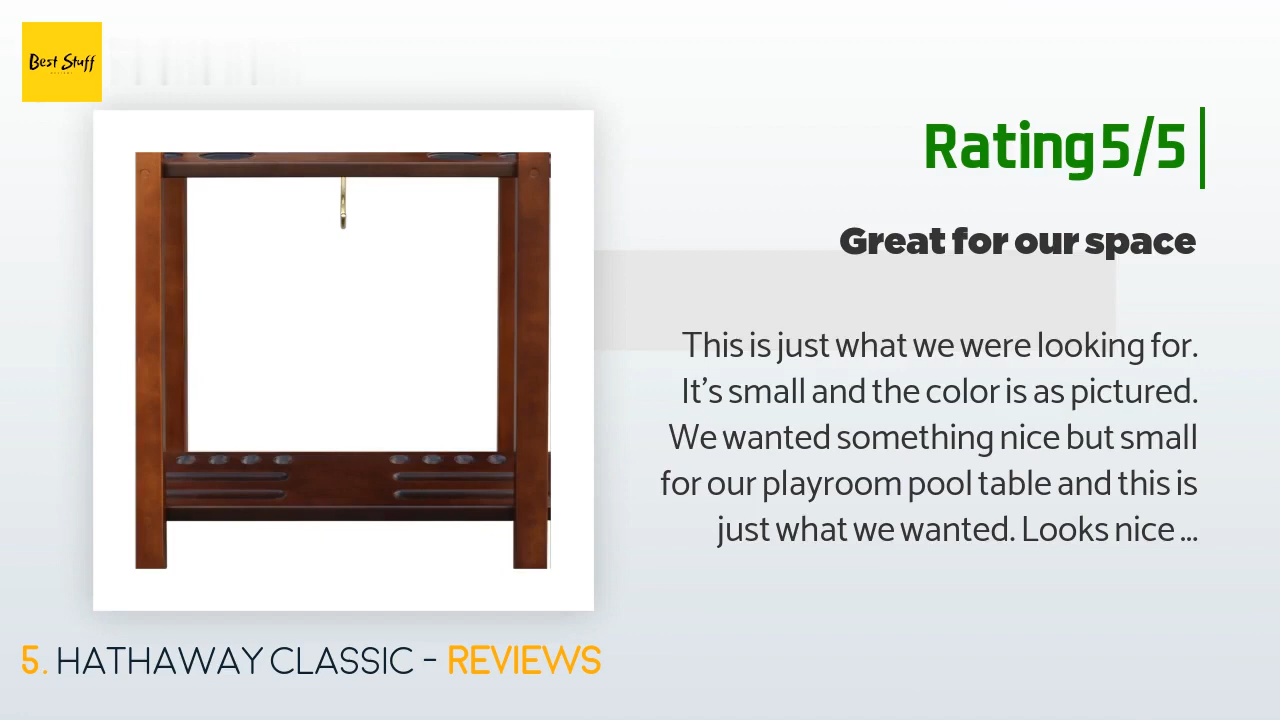 Best Stuff
Rating 5/5
Great for our space
This is just what we were looking for.
It's small and the color is as pictured.
We wanted something nice but small
for our playroom pool table and this is
just what we wanted. Looks nice ...
5. HATHAWAY CLASSIC - REVIEWS